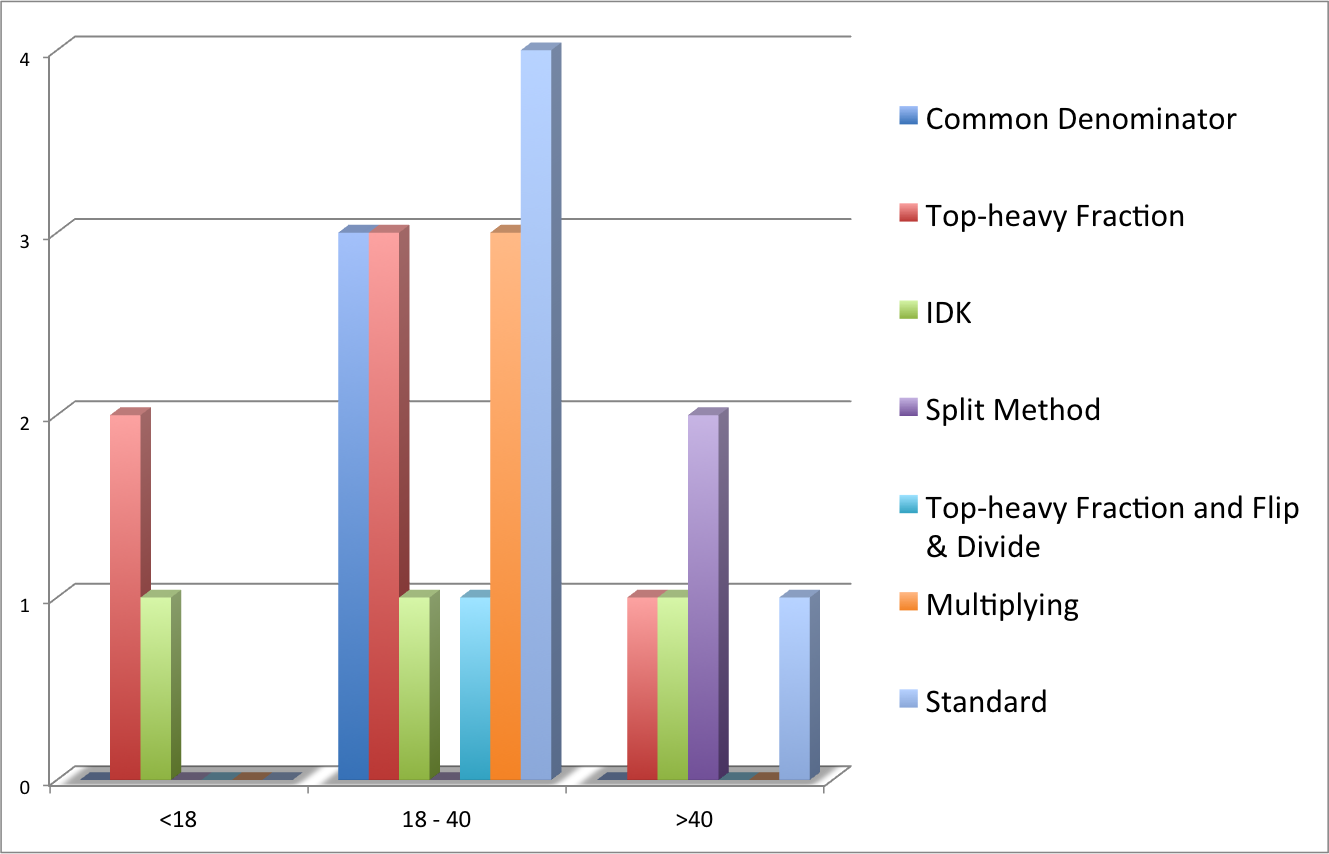 4
3
2
1
0
<18
18 - 40
>40
Common Denominator
Top-heavy Fraction
IDK
Split Method
Top-heavy Fraction and Flip
& Divide
Multiplying
Standard